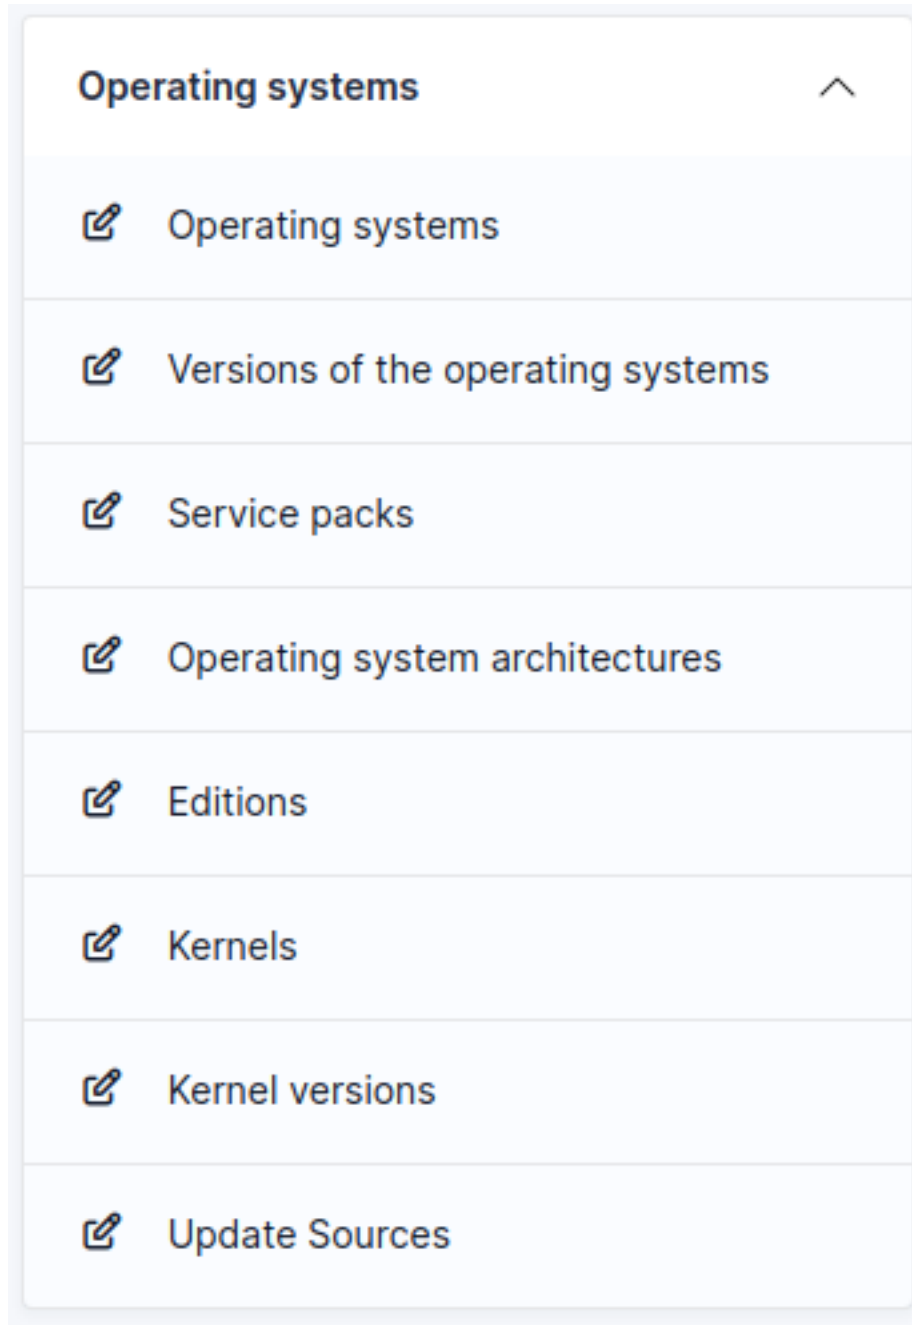 Operating systems
Operating systems
Versions of the operating systems
Service packs
Operating system architectures
Editions
Kernels
Kernel versions
Update Sources